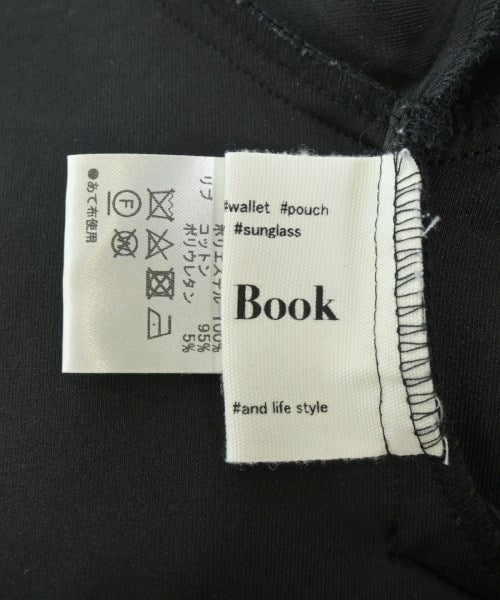 #wallet #pouch
#sunglass
Book
#and life style
ポリエステル 100%
リブ
コットン 95%
ポリウレタン 5%
F
W
●あて布使用